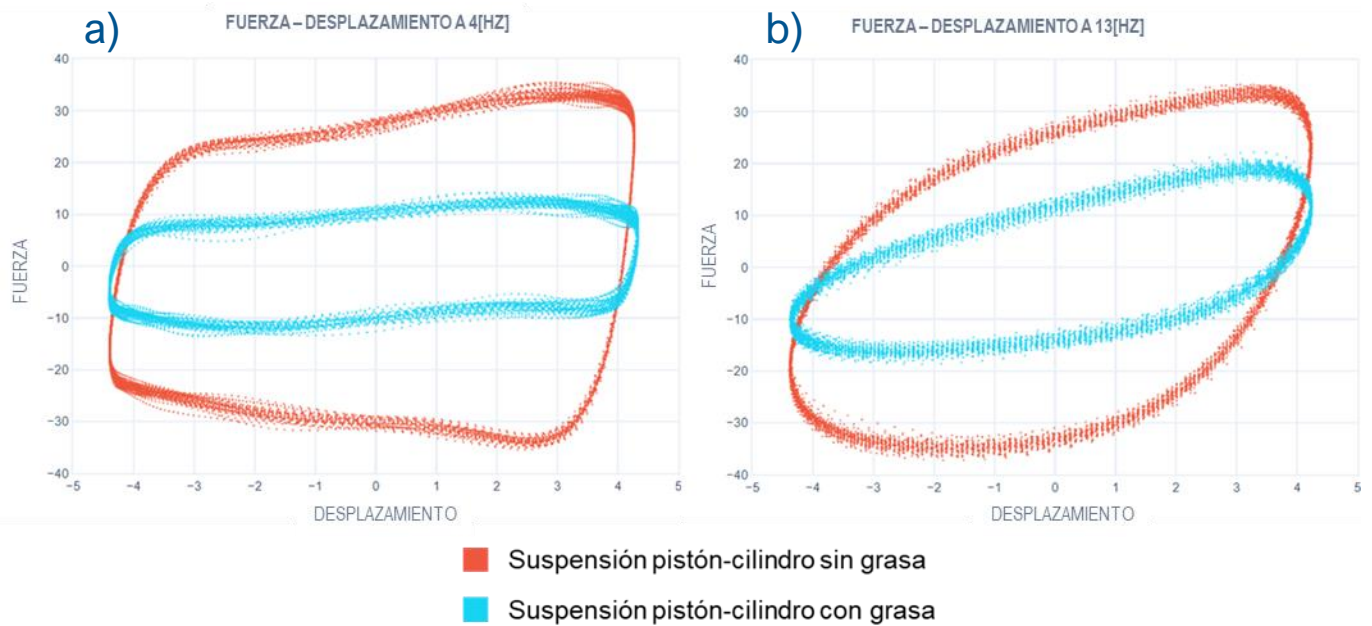 a)
FUERZA – DESPLAZAMIENTO A 4[HZ]
40
30
20
10
0
−10
−20
−30
−40
FUERZA
−5 −4 −3 −2 −1 0 1 2 3 4 5
DESPLAZAMIENTO
b)
FUERZA – DESPLAZAMIENTO A 13[HZ]
40
30
20
10
0
−10
−20
−30
−40
FUERZA
−5 −4 −3 −2 −1 0 1 2 3 4 5
DESPLAZAMIENTO
Suspensión pistón-cilindro sin grasa
Suspensión pistón-cilindro con grasa